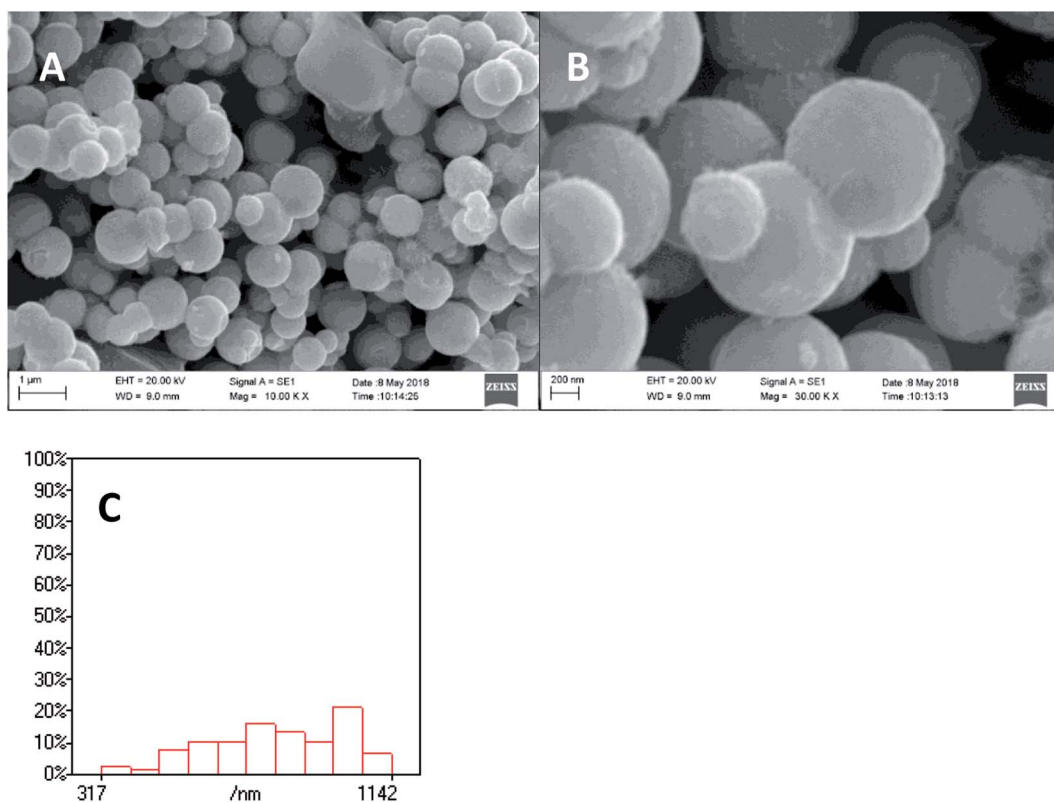 A
1 µm
EHT = 20.00 kV Signal A = SE1 Date :8 May 2018
WD = 9.0 mm Mag = 10.00 K X Time :10:14:25
ZEISS
B
200 nm
EHT = 20.00 kV Signal A = SE1 Date :8 May 2018
WD = 9.0 mm Mag = 30.00 K X Time :10:13:13
ZEISS
C
100%
90%
80%
70%
60%
50%
40%
30%
20%
10%
0%
317 /nm 1142